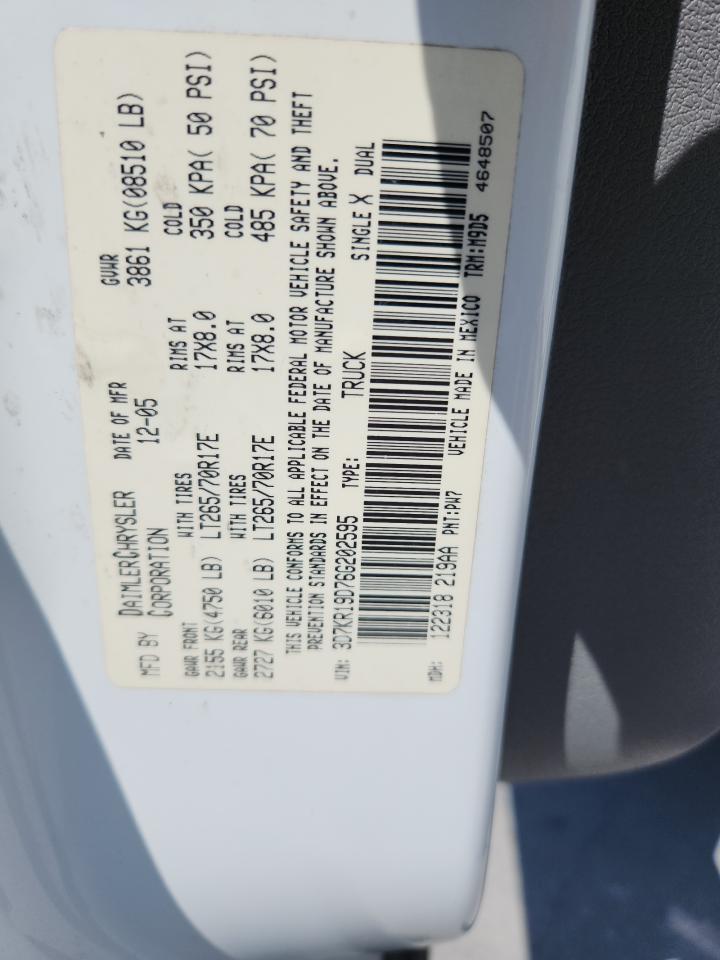 MFD BY DAIMLERCHRYSLER CORPORATION
DATE OF MFR 12-05
GVWR 3861 KG(08510 LB)
GAWR FRONT WITH TIRES RIMS AT COLD
2155 KG(4750 LB) LT265/70R17E 17X8.0 350 KPA( 50 PSI)
GAWR REAR WITH TIRES RIMS AT COLD
2727 KG(6010 LB) LT265/70R17E 17X8.0 485 KPA( 70 PSI)
THIS VEHICLE CONFORMS TO ALL APPLICABLE FEDERAL MOTOR VEHICLE SAFETY AND THEFT
PREVENTION STANDARDS IN EFFECT ON THE DATE OF MANUFACTURE SHOWN ABOVE.
VIN: 3D7KR19D76G202595 TYPE: TRUCK SINGLE X DUAL
MDH: 122318 219AA PNT:PW7 VEHICLE MADE IN MEXICO TRM:M9D5 4648507